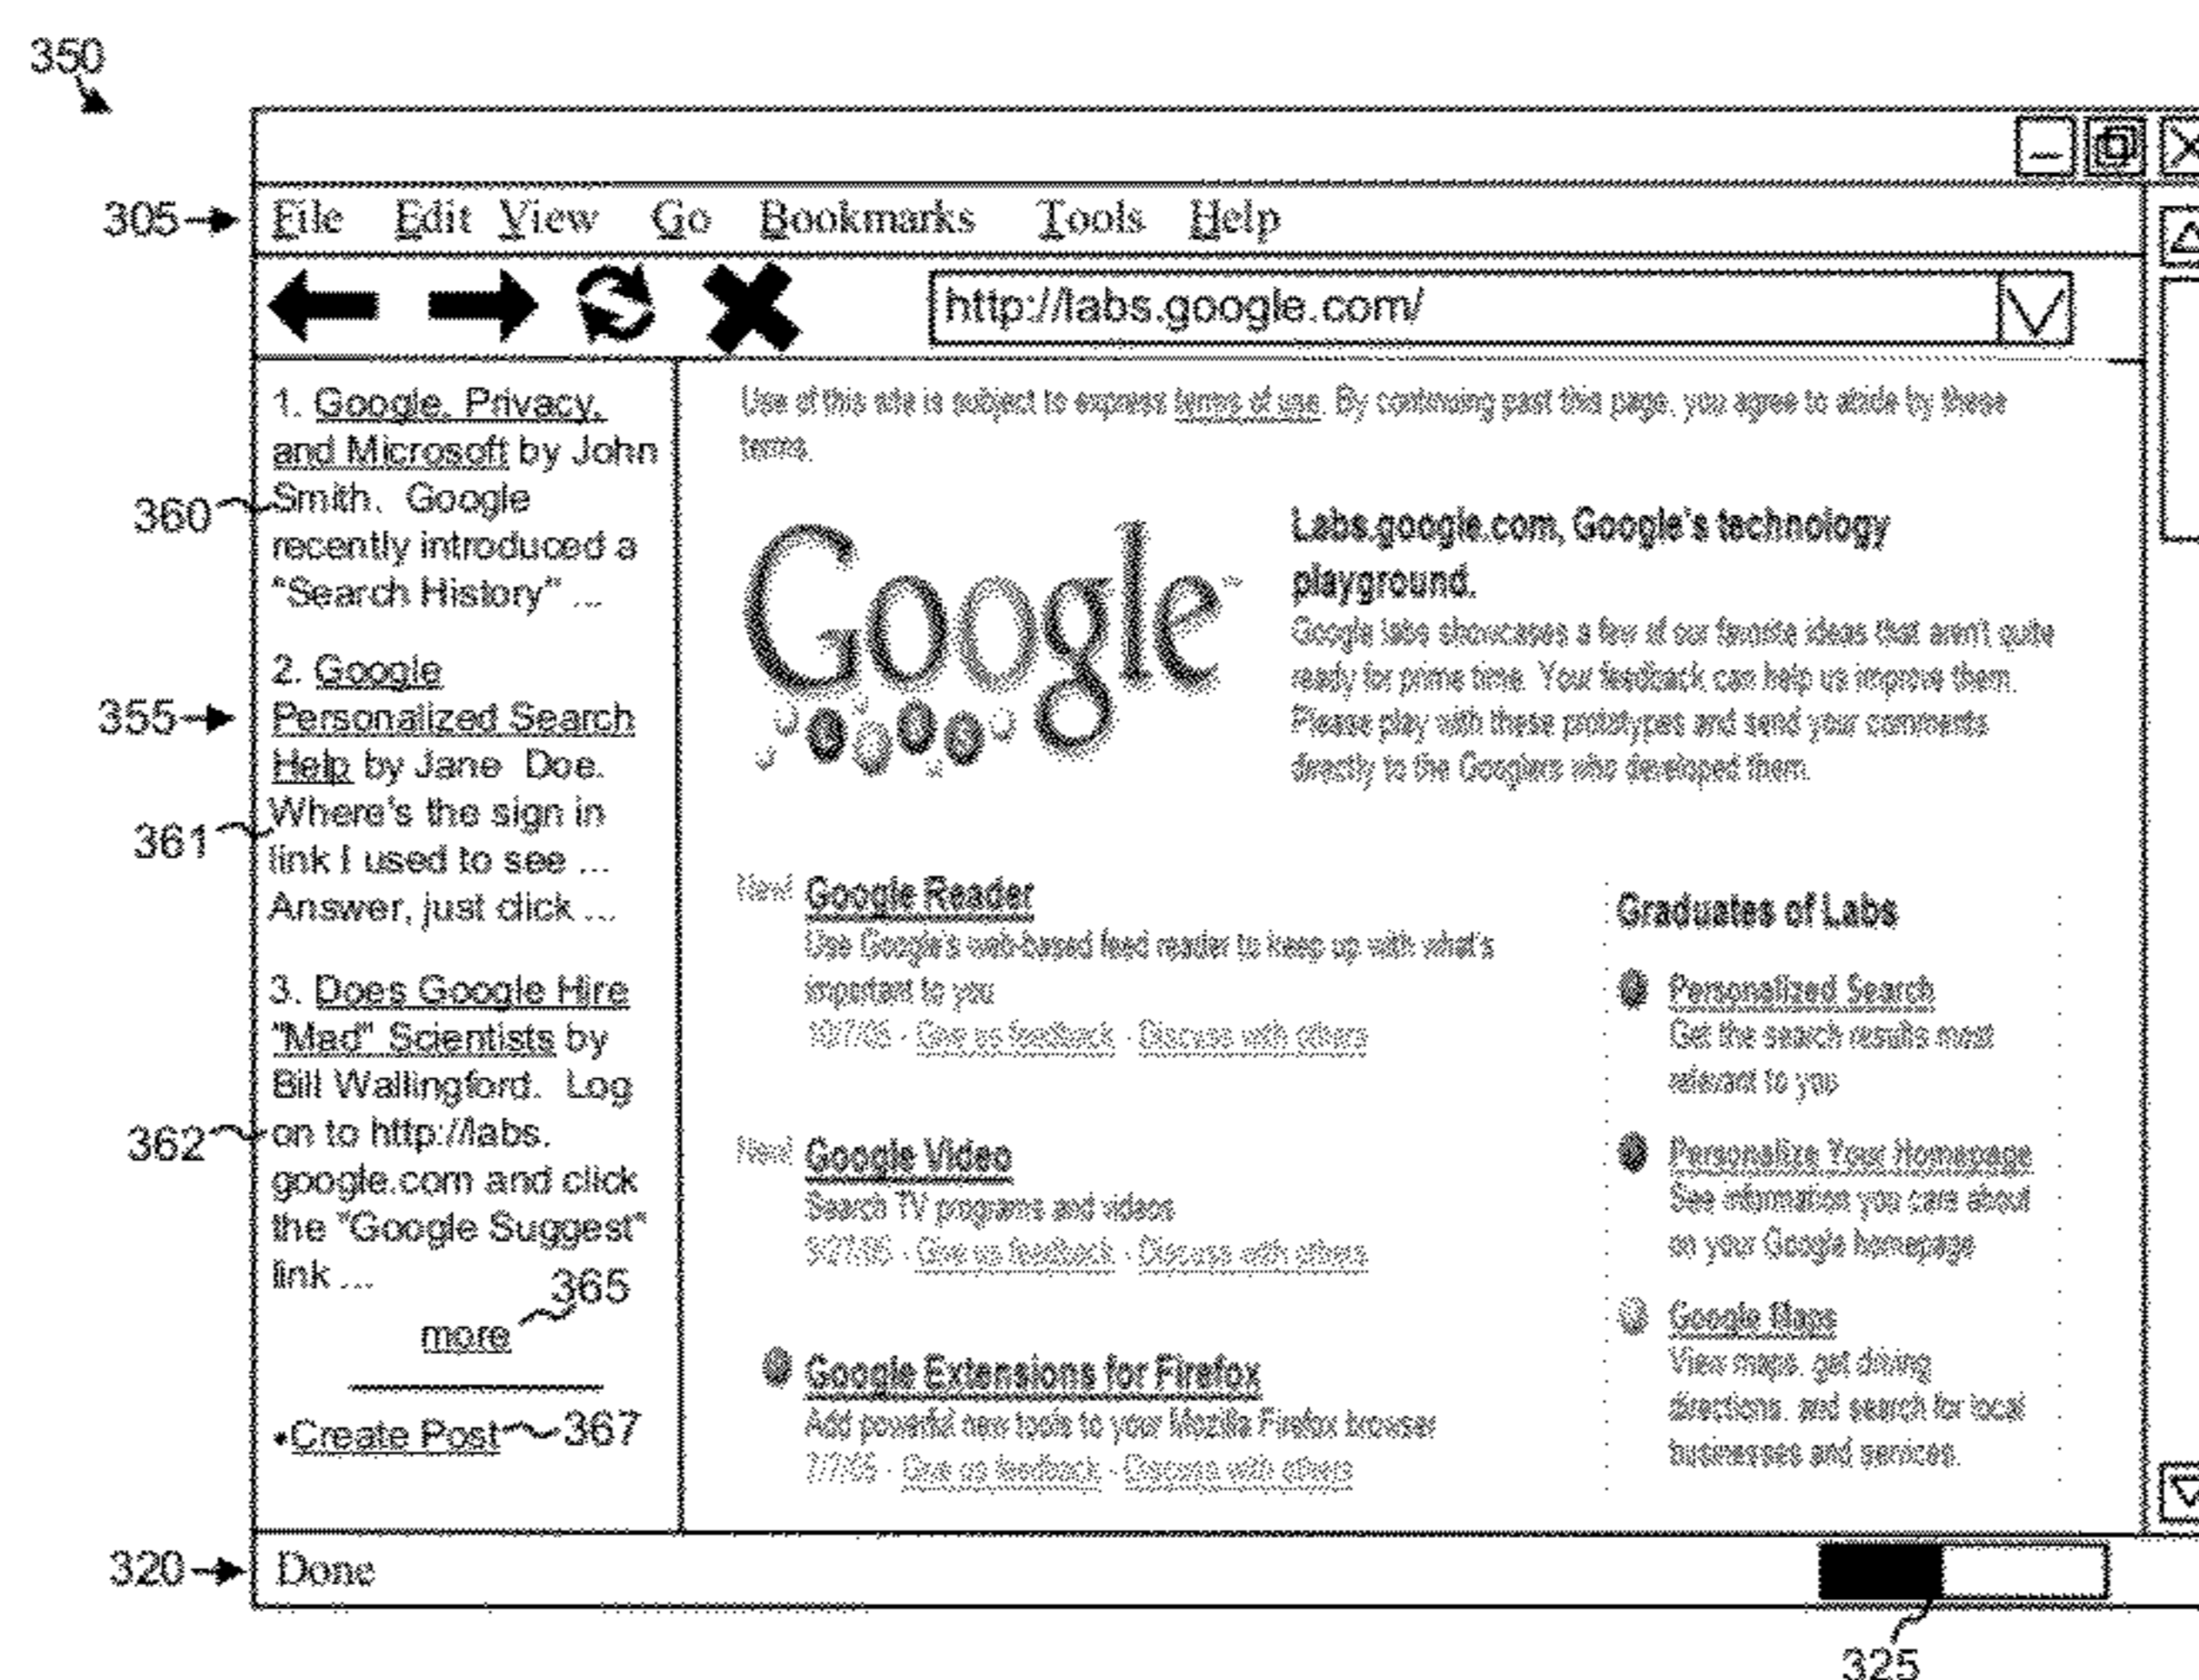 350
305
File Edit View Go Bookmarks Tools Help
http://labs.google.com/
1. Google, Privacy,
and Microsoft by John
Smith. Google
recently introduced a
"Search History" ...
360
2. Google
Personalized Search
Help by Jane Doe.
Where's the sign in
link I used to see ...
Answer, just click ...
355
361
3. Does Google Hire
"Mad" Scientists by
Bill Wallingford. Log
on to http://labs.
google.com and click
the "Google Suggest"
link ...
362
365
more
•Create Post
367
Use of this site is subject to express terms of use. By continuing past this page, you agree to abide by these
terms.
Google
Labs.google.com, Google's technology
playground.
Google labs showcases a few of our favorite ideas that aren't quite
ready for prime time. Your feedback can help us improve them.
Please play with these prototypes and send your comments
directly to the Googlers who developed them.
New! Google Reader
Use Google's web-based feed reader to keep up with what's
important to you
10/7/05 - Give us feedback - Discuss with others
New! Google Video
Search TV programs and videos
Give us feedback - Discuss with others
Google Extensions for Firefox
Add powerful new tools to your Mozilla Firefox browser
7/7/05 - Give us feedback - Discuss with others
Graduates of Labs
Personalized Search
Get the search results most
relevant to you
Personalize Your Homepage
See information you care about
on your Google homepage
Google Maps
View maps, get driving
directions, and search for local
businesses and services.
320
Done
325